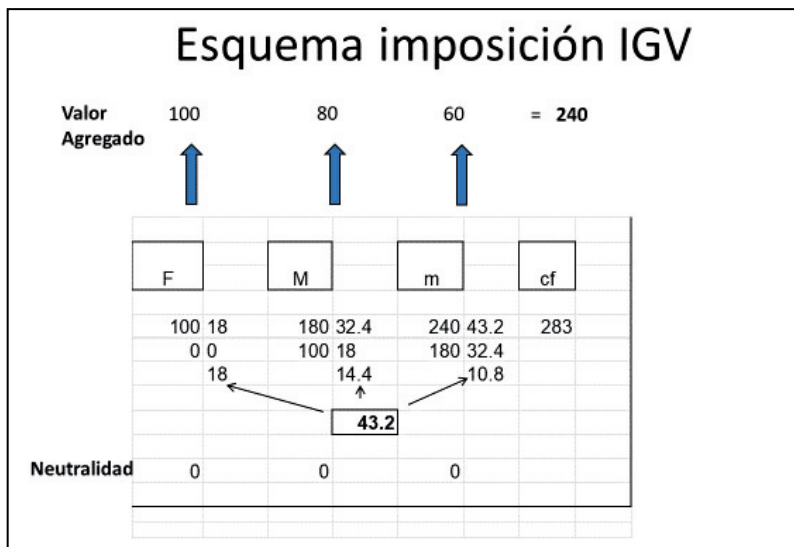 Esquema imposición IGV
Valor Agregado 100 80 60 = 240
F M m cf
100 18 180 32.4 240 43.2 283
0 0 100 18 180 32.4
18 14.4 10.8
43.2
Neutralidad 0 0 0